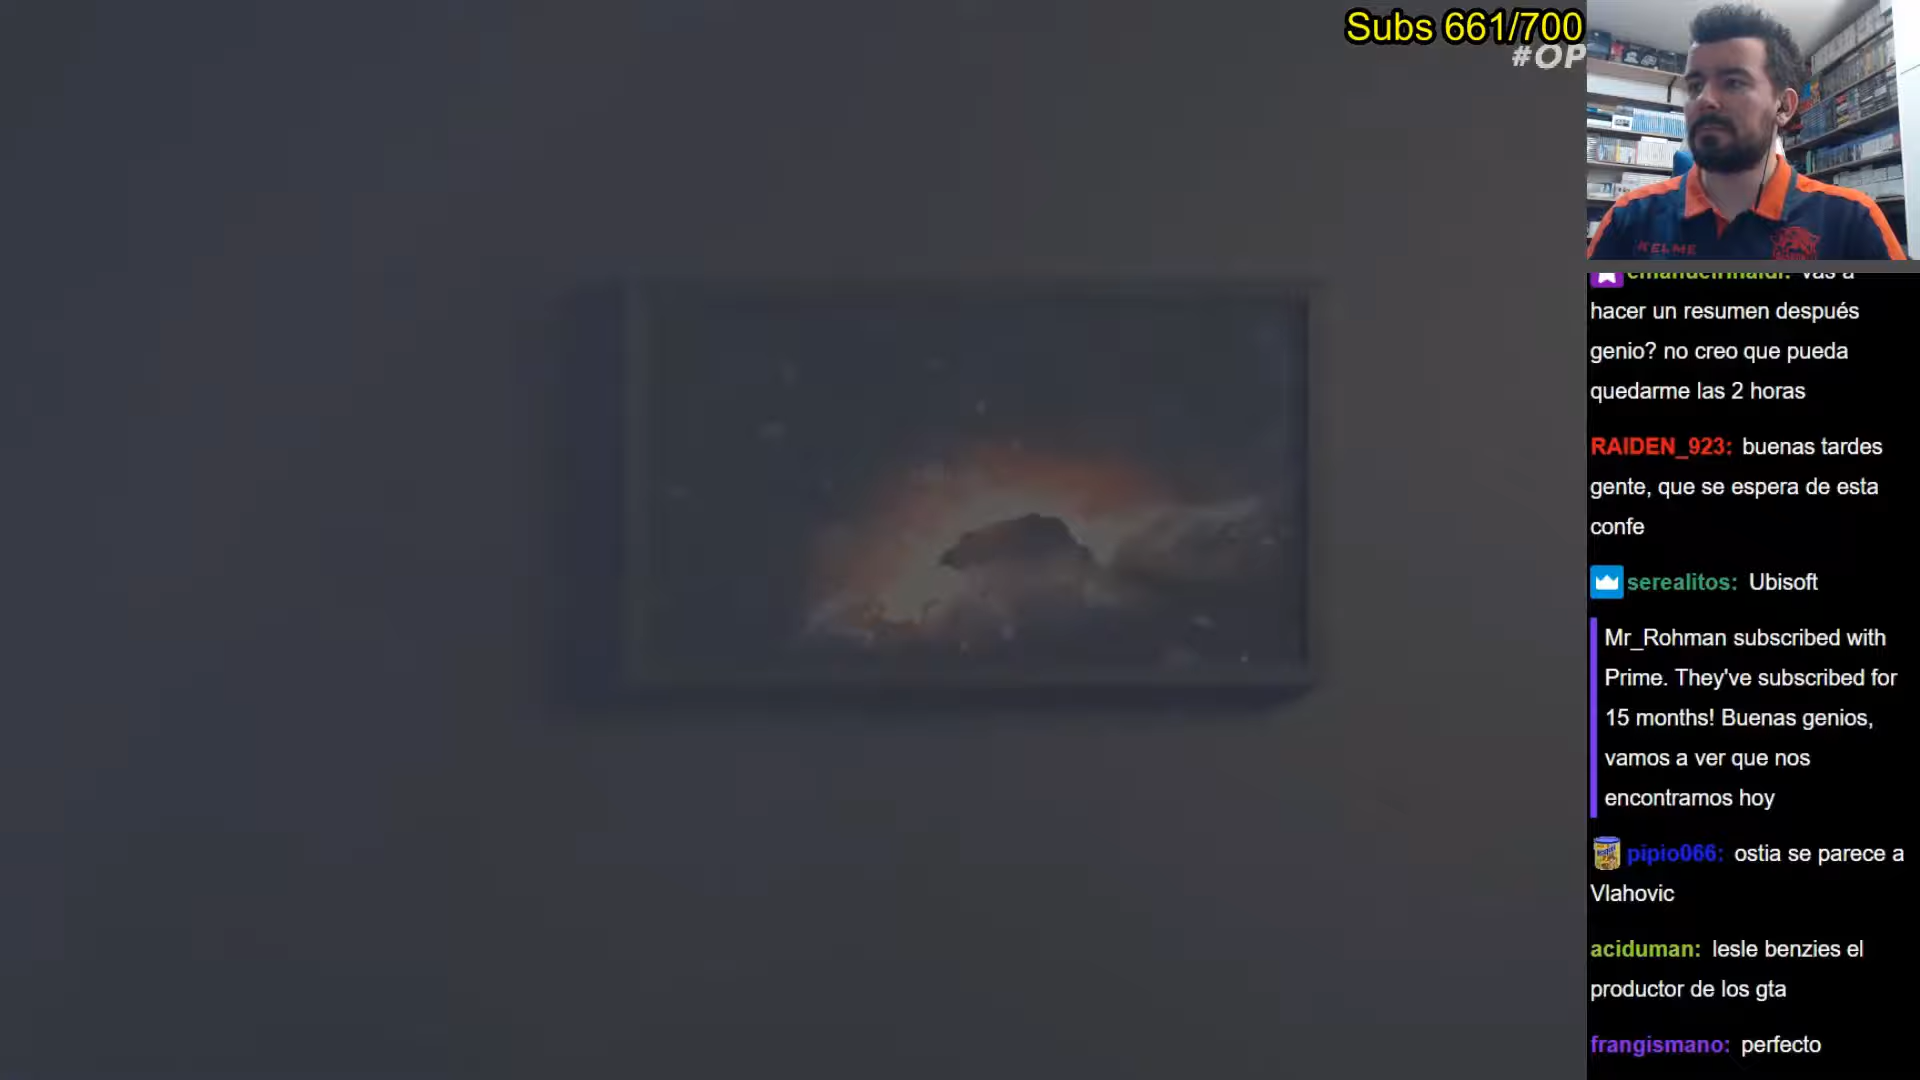 Subs 661/700
#OP
KELME
emanuelrinaldi: vas a
hacer un resumen después
genio? no creo que pueda
quedarme las 2 horas
RAIDEN_923: buenas tardes
gente, que se espera de esta
confe
serealitos: Ubisoft
Mr_Rohman subscribed with
Prime. They've subscribed for
15 months! Buenas genios,
vamos a ver que nos
encontramos hoy
pipio066: ostia se parece a
Vlahovic
aciduman: lesle benzies el
productor de los gta
frangismano: perfecto